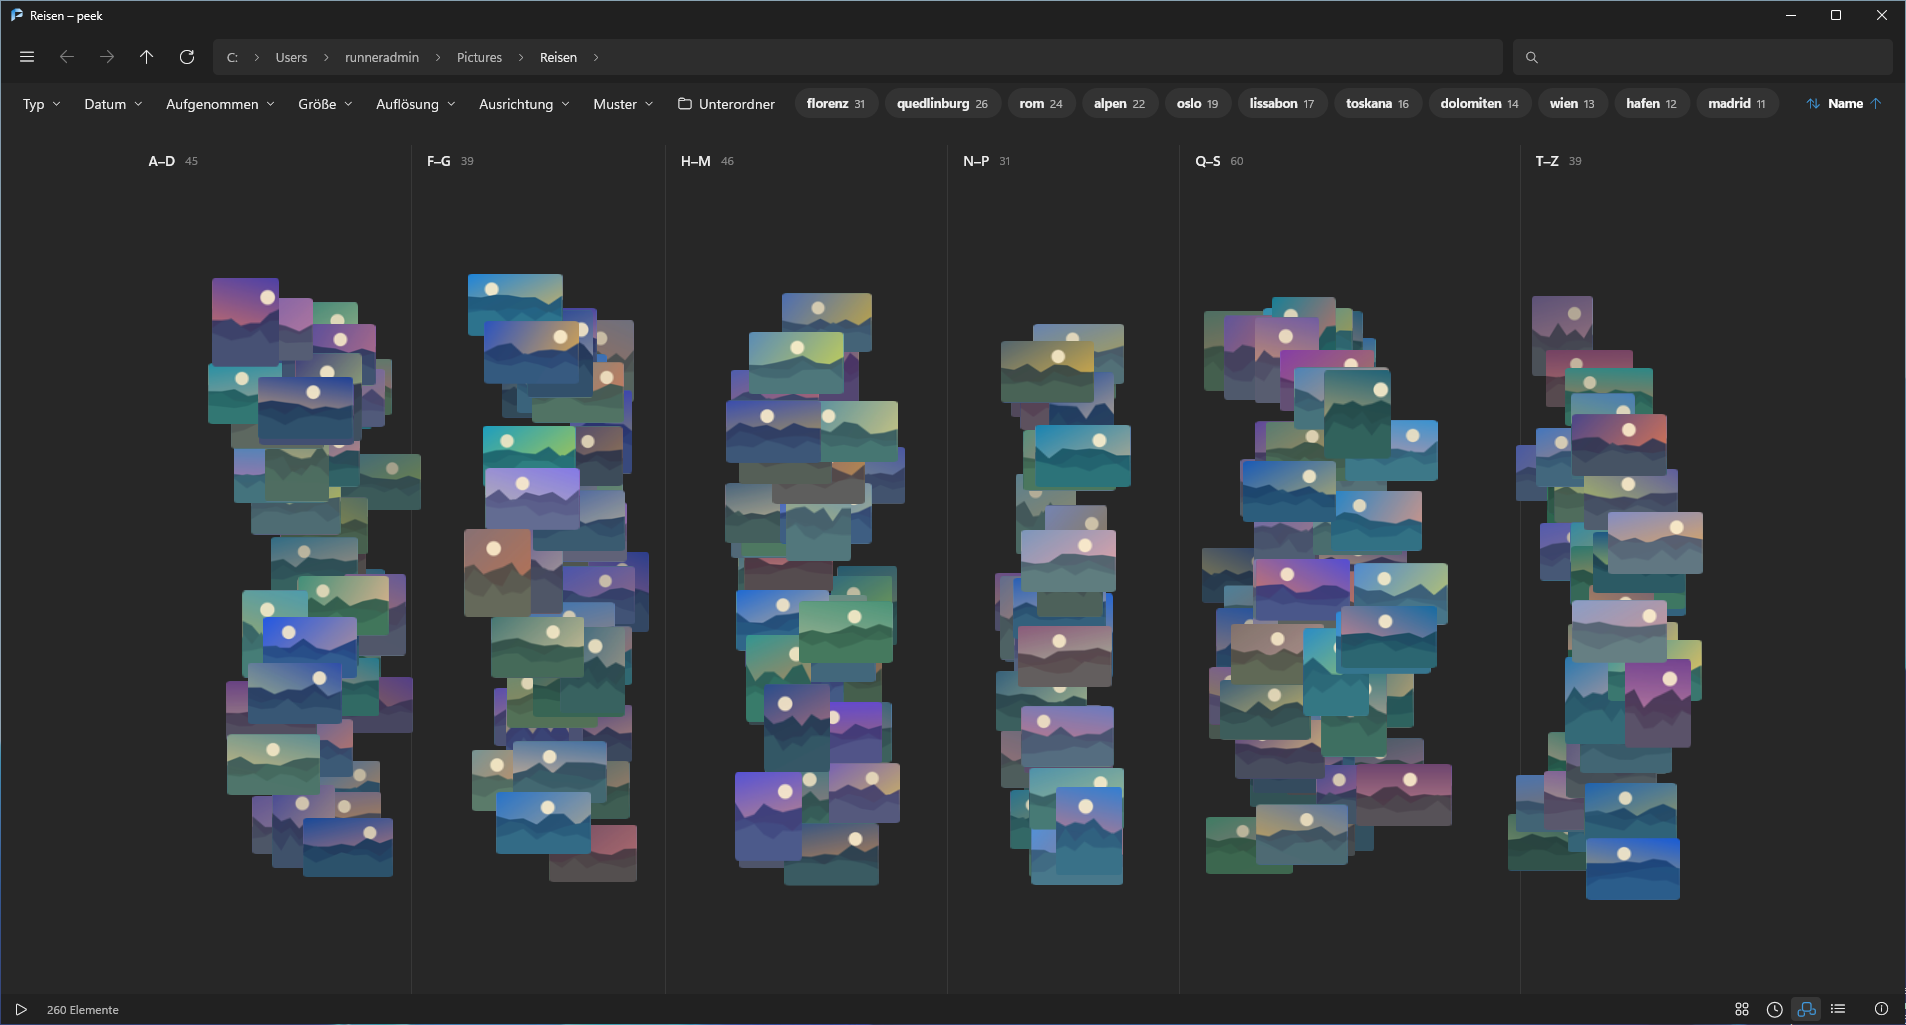 Reisen – peek
C: Users runneradmin Pictures Reisen
Typ Datum Aufgenommen Größe Auflösung Ausrichtung Muster Unterordner florenz 31 quedlinburg 26 rom 24 alpen 22 oslo 19 lissabon 17 toskana 16 dolomiten 14 wien 13 hafen 12 madrid 11 Name
A–D 45 F–G 39 H–M 46 N–P 31 Q–S 60 T–Z 39
260 Elemente